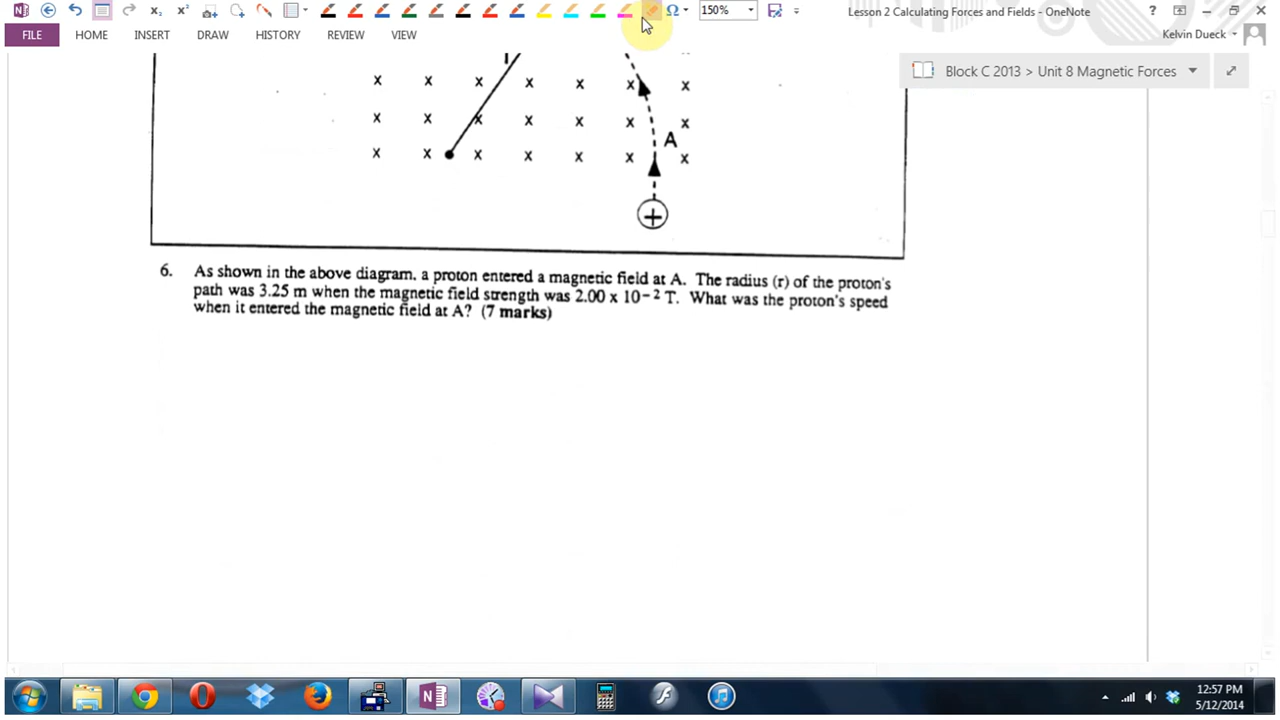 150%
Lesson 2 Calculating Forces and Fields - OneNote
FILE HOME INSERT DRAW HISTORY REVIEW VIEW
Kelvin Dueck
Block C 2013 > Unit 8 Magnetic Forces
x x x x x x x
x x x x x x x
A
x x x x x x x
+
6. As shown in the above diagram, a proton entered a magnetic field at A. The radius (r) of the proton's
path was 3.25 m when the magnetic field strength was 2.00 x 10⁻² T. What was the proton's speed
when it entered the magnetic field at A? (7 marks)
12:57 PM
5/12/2014